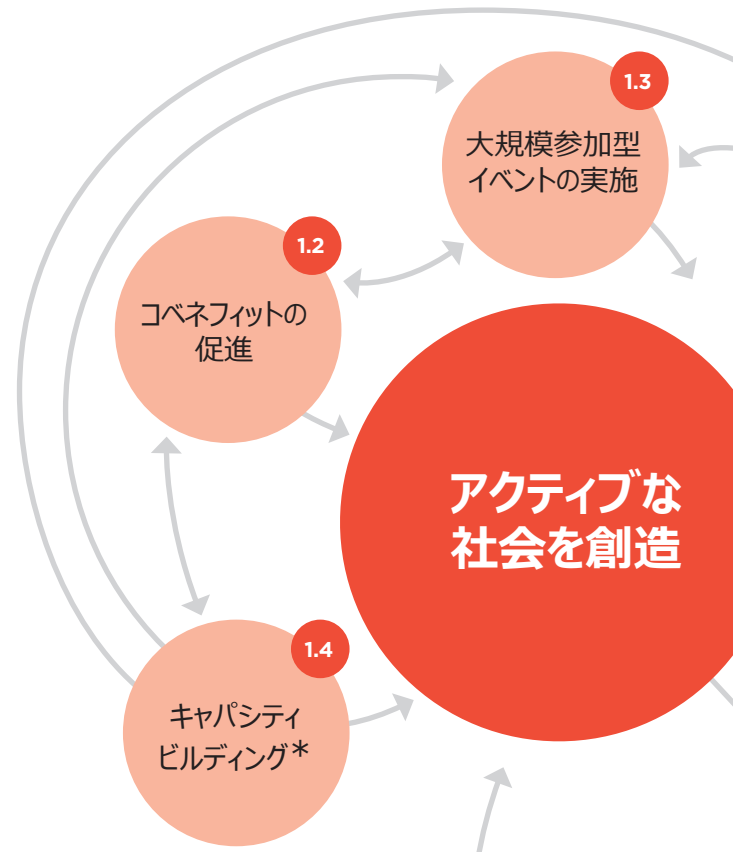 1.3
大規模参加型
イベントの実施
1.2
コベネフィットの
促進
アクティブな
社会を創造
1.4
キャパシティ
ビルディング*